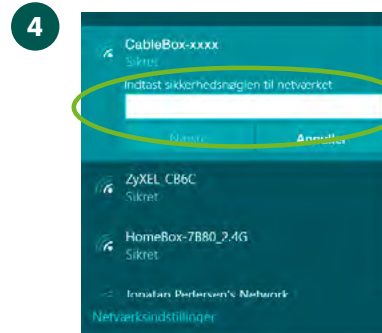 4
CableBox-xxxx
Sikret
Indtast sikkerhedsnøglen til netværket
Næste Annuller
ZyXEL_CB6C
Sikret
HomeBox-7B80_2.4G
Sikret
Jonatan Pedersen's Network
Netværksindstillinger